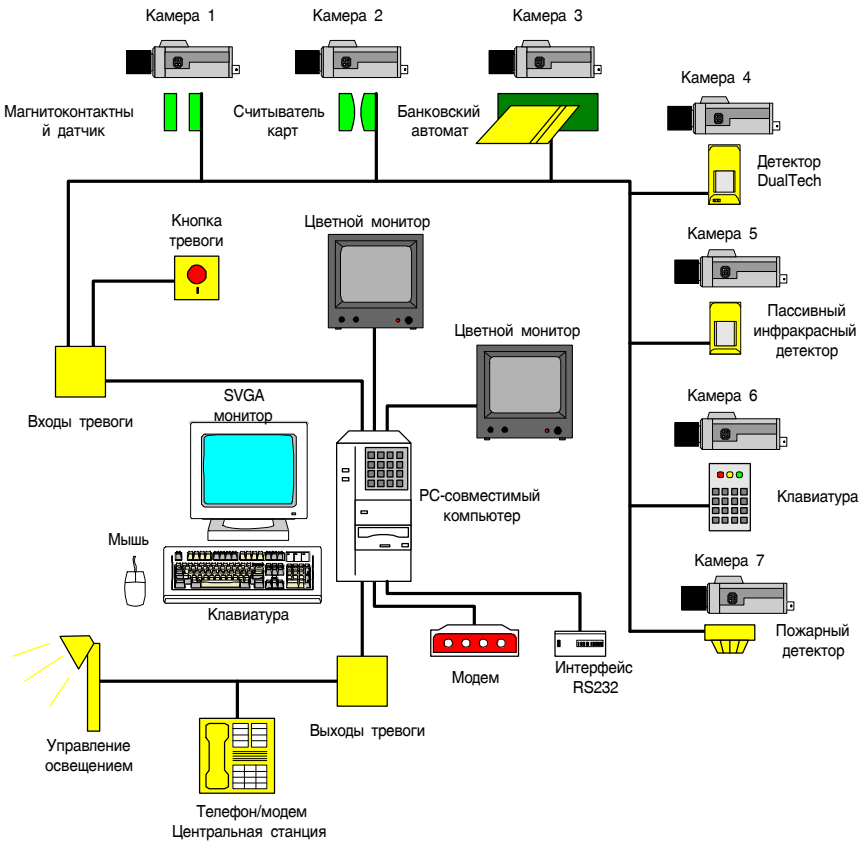 Камера 1
Камера 2
Камера 3
Камера 4
Магнитоконтактны
й датчик
Считыватель
карт
Банковский
автомат
Детектор
DualTech
Кнопка
тревоги
Цветной монитор
Камера 5
Пассивный
инфракрасный
детектор
Цветной монитор
Входы тревоги
SVGA
монитор
Камера 6
PC-совместимый
компьютер
Клавиатура
Мышь
Клавиатура
Камера 7
Пожарный
детектор
Модем
Интерфейс
RS232
Выходы тревоги
Управление
освещением
Телефон/модем
Центральная станция